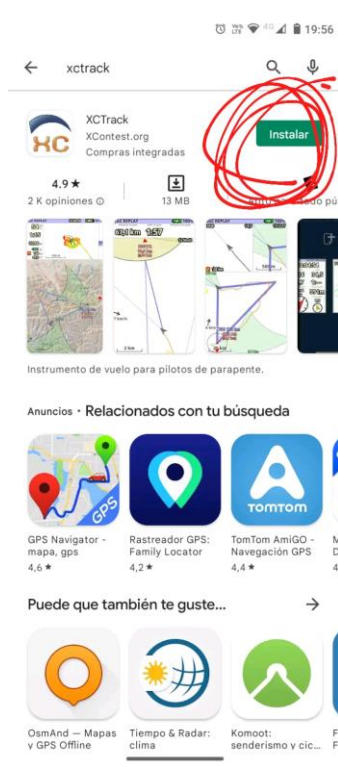 19:56
xctrack
XC
XCTrack
XContest.org
Compras integradas
Instalar
4.9★
2 K opiniones
13 MB
Instrumento de vuelo para pilotos de parapente.
Anuncios · Relacionados con tu búsqueda
GPS
TOMTOM
GPS Navigator -
mapa, gps
4,6 ★
Rastreador GPS:
Family Locator
4,2 ★
TomTom AmiGO -
Navegación GPS
4,4 ★
Puede que también te guste...
OsmAnd — Mapas
y GPS Offline
Tiempo & Radar:
clima
Komoot:
senderismo y cic...